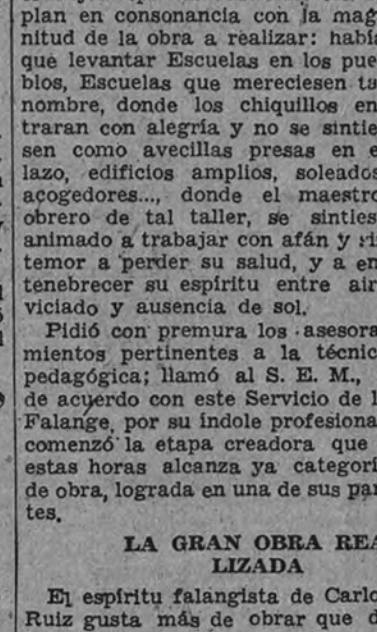 plan en consonancia con la mag
nitud de la obra a realizar: había
que levantar Escuelas en los pue
blos, Escuelas que mereciesen ta
nombre, donde los chiquillos en
traran con alegría y no se sintie
sen como avecillas presas en e
lazo, edificios amplios, soleados
acogedores..., donde el maestro
obrero de tal taller, se sinties
animado a trabajar con afán y sin
temor a perder su salud, y a en
tenebrecer su espíritu entre air
viciado y ausencia de sol.
Pidió con premura los asesora
mientos pertinentes a la técnic
pedagógica; llamó al S. E. M.,
de acuerdo con este Servicio de l
Falange, por su índole profesiona
comenzó la etapa creadora que
estas horas alcanza ya categorí
de obra, lograda en una de sus par
tes.
LA GRAN OBRA REA
LIZADA
El espíritu falangista de Carlo
Ruiz gusta más de obrar que d